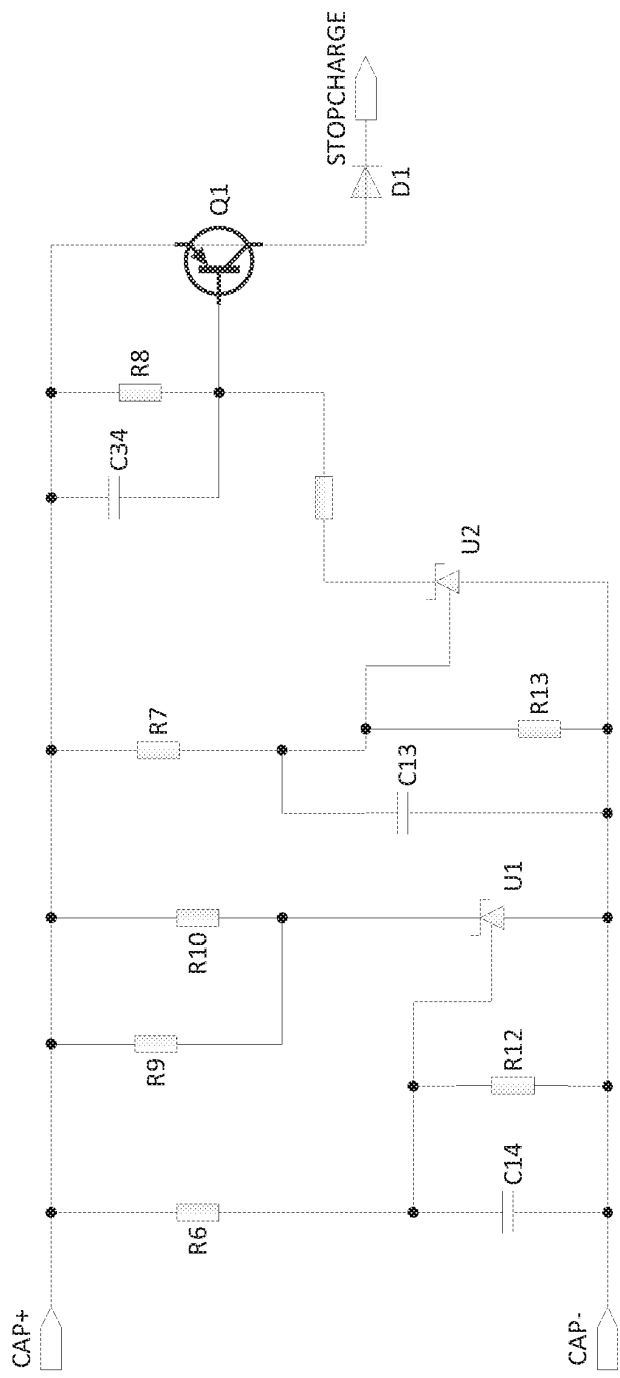 CAP+
CAP-
R6
C14
R12
R9
R10
U1
C13
R7
R13
U2
C34
R8
Q1
D1
STOPCHARGE